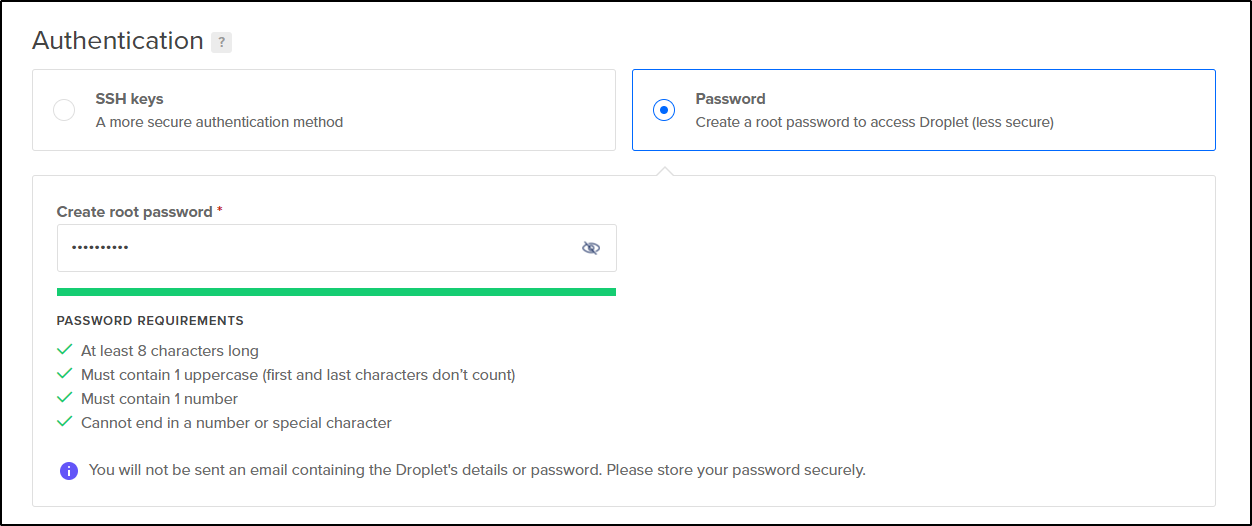 Authentication ?
SSH keys
A more secure authentication method
Password
Create a root password to access Droplet (less secure)
Create root password *
••••••••••
PASSWORD REQUIREMENTS
At least 8 characters long
Must contain 1 uppercase (first and last characters don’t count)
Must contain 1 number
Cannot end in a number or special character
You will not be sent an email containing the Droplet's details or password. Please store your password securely.